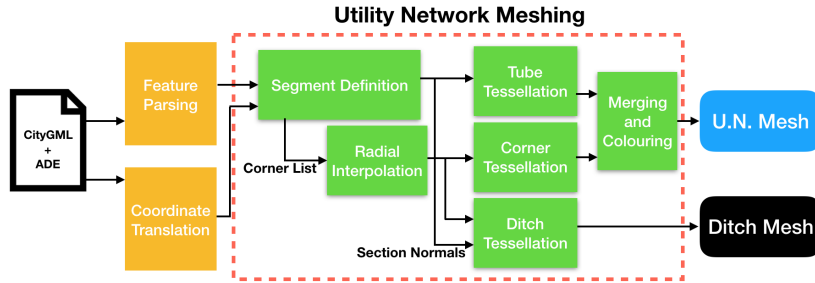 Utility Network Meshing
CityGML
+
ADE
Feature
Parsing
Coordinate
Translation
Segment Definition
Corner List
Radial
Interpolation
Section Normals
Tube
Tessellation
Corner
Tessellation
Ditch
Tessellation
Merging
and
Colouring
U.N. Mesh
Ditch Mesh